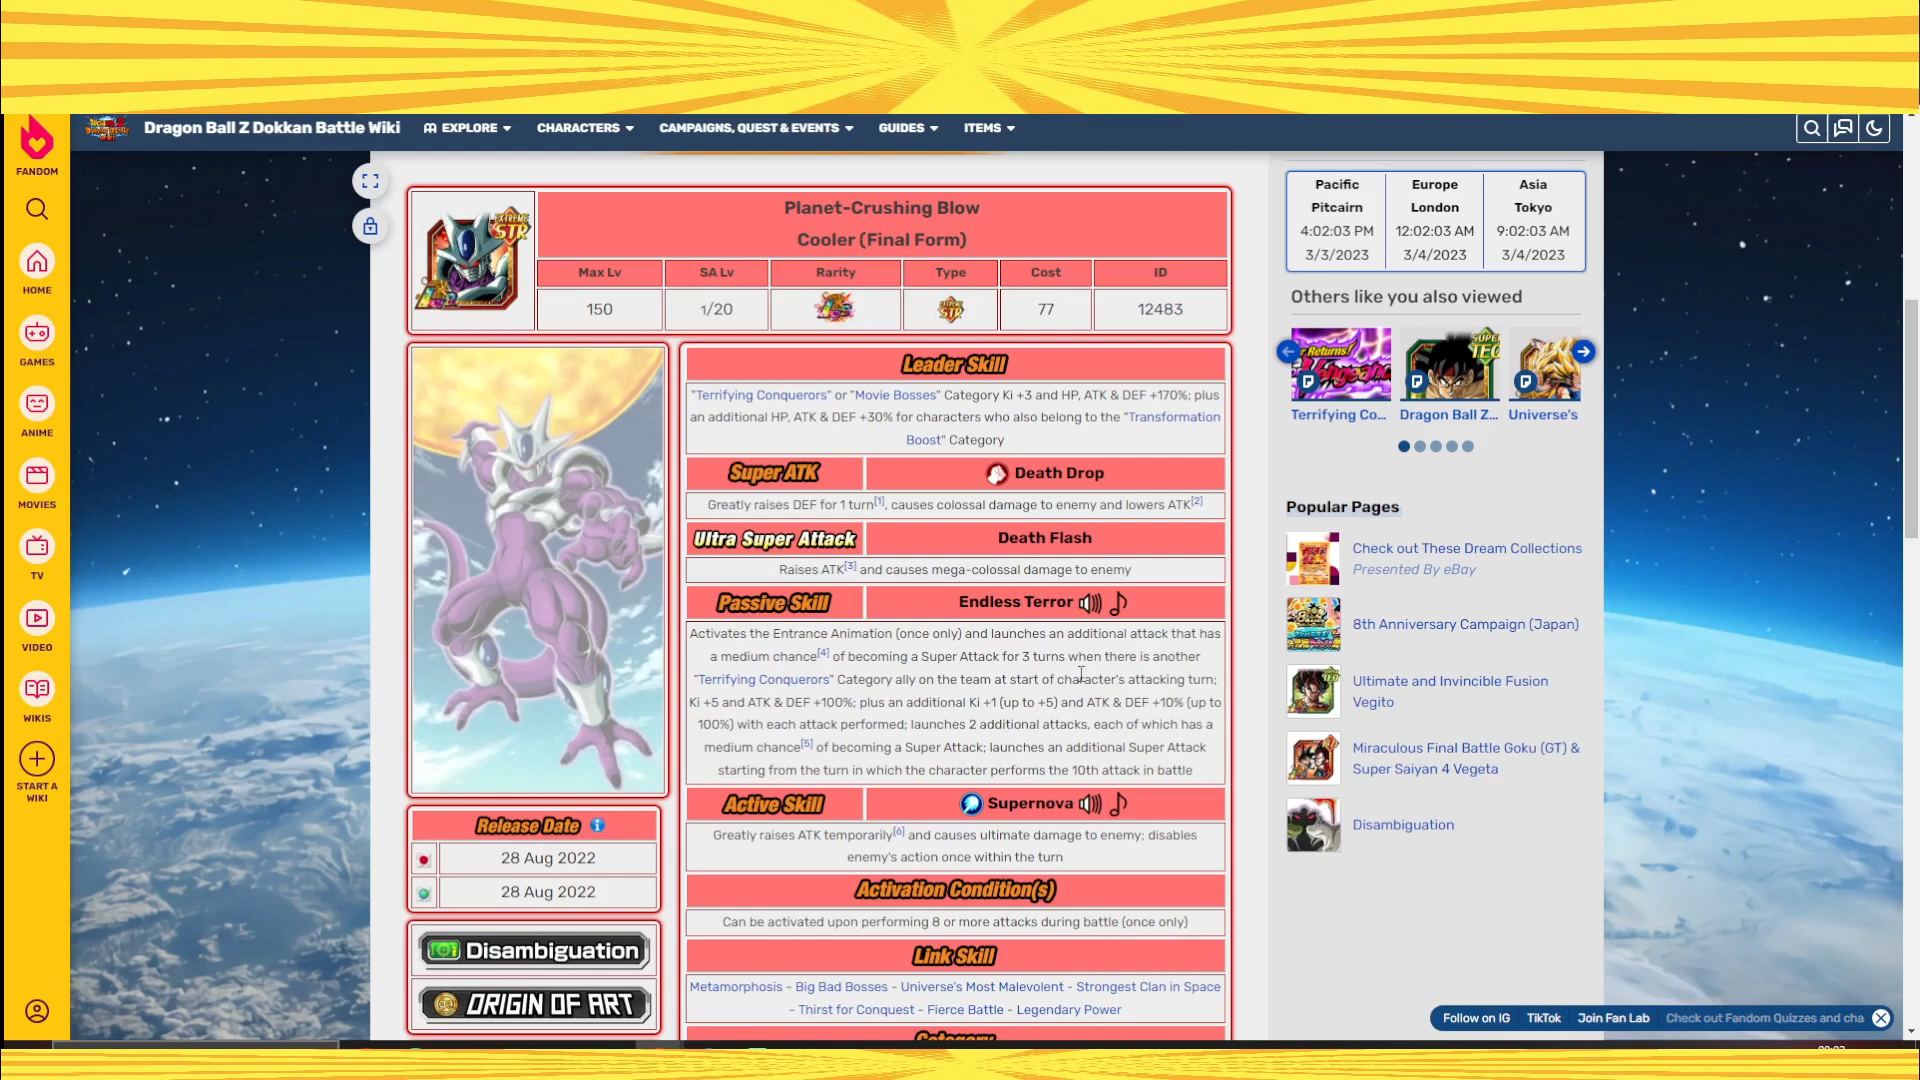 FANDOM
HOME
GAMES
ANIME
MOVIES
TV
VIDEO
WIKIS
START A
WIKI
Dragon Ball Z Dokkan Battle Wiki
EXPLORE
CHARACTERS
CAMPAIGNS, QUEST & EVENTS
GUIDES
ITEMS
EXTREME
STR
Planet-Crushing Blow
Cooler (Final Form)
Max Lv SA Lv Rarity Type Cost ID
150 1/20 LR EXTREME STR 77 12483
Leader Skill
"Terrifying Conquerors" or "Movie Bosses" Category Ki +3 and HP, ATK & DEF +170%; plus
an additional HP, ATK & DEF +30% for characters who also belong to the "Transformation
Boost" Category
Super ATK Death Drop
Greatly raises DEF for 1 turn[1], causes colossal damage to enemy and lowers ATK[2]
Ultra Super Attack Death Flash
Raises ATK[3] and causes mega-colossal damage to enemy
Passive Skill Endless Terror
Activates the Entrance Animation (once only) and launches an additional attack that has
a medium chance[4] of becoming a Super Attack for 3 turns when there is another
"Terrifying Conquerors" Category ally on the team at start of character's attacking turn;
Ki +5 and ATK & DEF +100%; plus an additional Ki +1 (up to +5) and ATK & DEF +10% (up to
100%) with each attack performed; launches 2 additional attacks, each of which has a
medium chance[5] of becoming a Super Attack; launches an additional Super Attack
starting from the turn in which the character performs the 10th attack in battle
Active Skill Supernova
Greatly raises ATK temporarily[6] and causes ultimate damage to enemy; disables
enemy's action once within the turn
Activation Condition(s)
Can be activated upon performing 8 or more attacks during battle (once only)
Link Skill
Metamorphosis - Big Bad Bosses - Universe's Most Malevolent - Strongest Clan in Space
- Thirst for Conquest - Fierce Battle - Legendary Power
Category
Release Date
28 Aug 2022
28 Aug 2022
Disambiguation
ORIGIN OF ART
Pacific Europe Asia
Pitcairn London Tokyo
4:02:03 PM 12:02:03 AM 9:02:03 AM
3/3/2023 3/4/2023 3/4/2023
Others like you also viewed
Terrifying Co... Dragon Ball Z... Universe's
Popular Pages
Check out These Dream Collections
Presented By eBay
8th Anniversary Campaign (Japan)
Ultimate and Invincible Fusion
Vegito
Miraculous Final Battle Goku (GT) &
Super Saiyan 4 Vegeta
Disambiguation
Follow on IG TikTok Join Fan Lab Check out Fandom Quizzes and cha